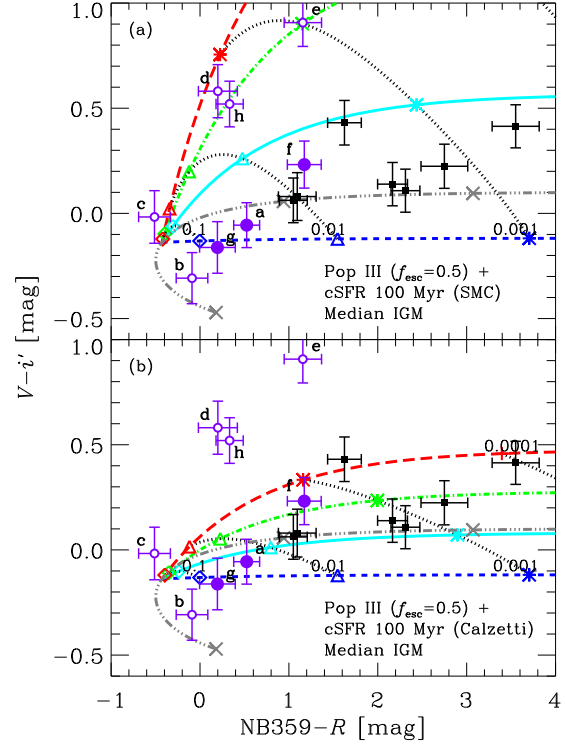 1.0
(a)
e
d
h
0.5
f
c
a
0.0
0.1
0.01
0.001
g
b
Pop III (fesc=0.5) +
cSFR 100 Myr (SMC)
Median IGM
−0.5
V−i′ [mag]
1.0
(b)
e
d
h
0.5
0.0001
f
c
a
0.0
0.1
0.01
0.001
g
b
Pop III (fesc=0.5) +
cSFR 100 Myr (Calzetti)
Median IGM
−0.5
−1 0 1 2 3 4
NB359−R [mag]